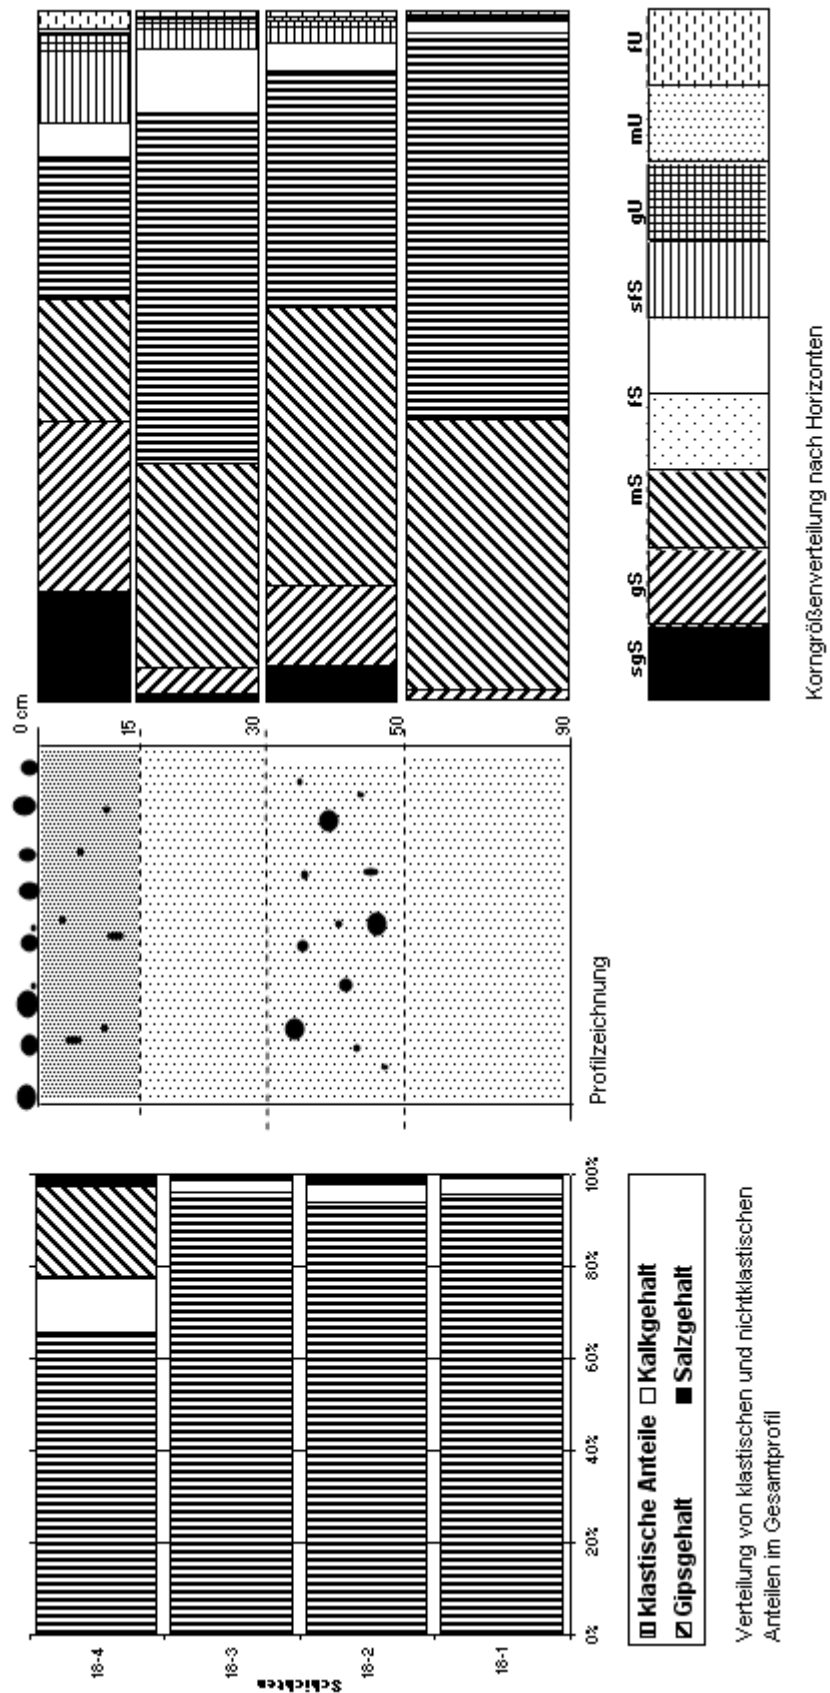 Schichten
18-4
18-3
18-2
18-1
0%
20%
40%
60%
80%
100%
Klastische Anteile
Kalkgehalt
Gipsgehalt
Salzgehalt
Verteilung von klastischen und nichtklastischen
Anteilen im Gesamtprofil
0 cm
15
30
50
90
Profilzeichnung
sgS
gS
mS
fS
sfS
gU
mU
fU
Korngrößenverteilung nach Horizonten